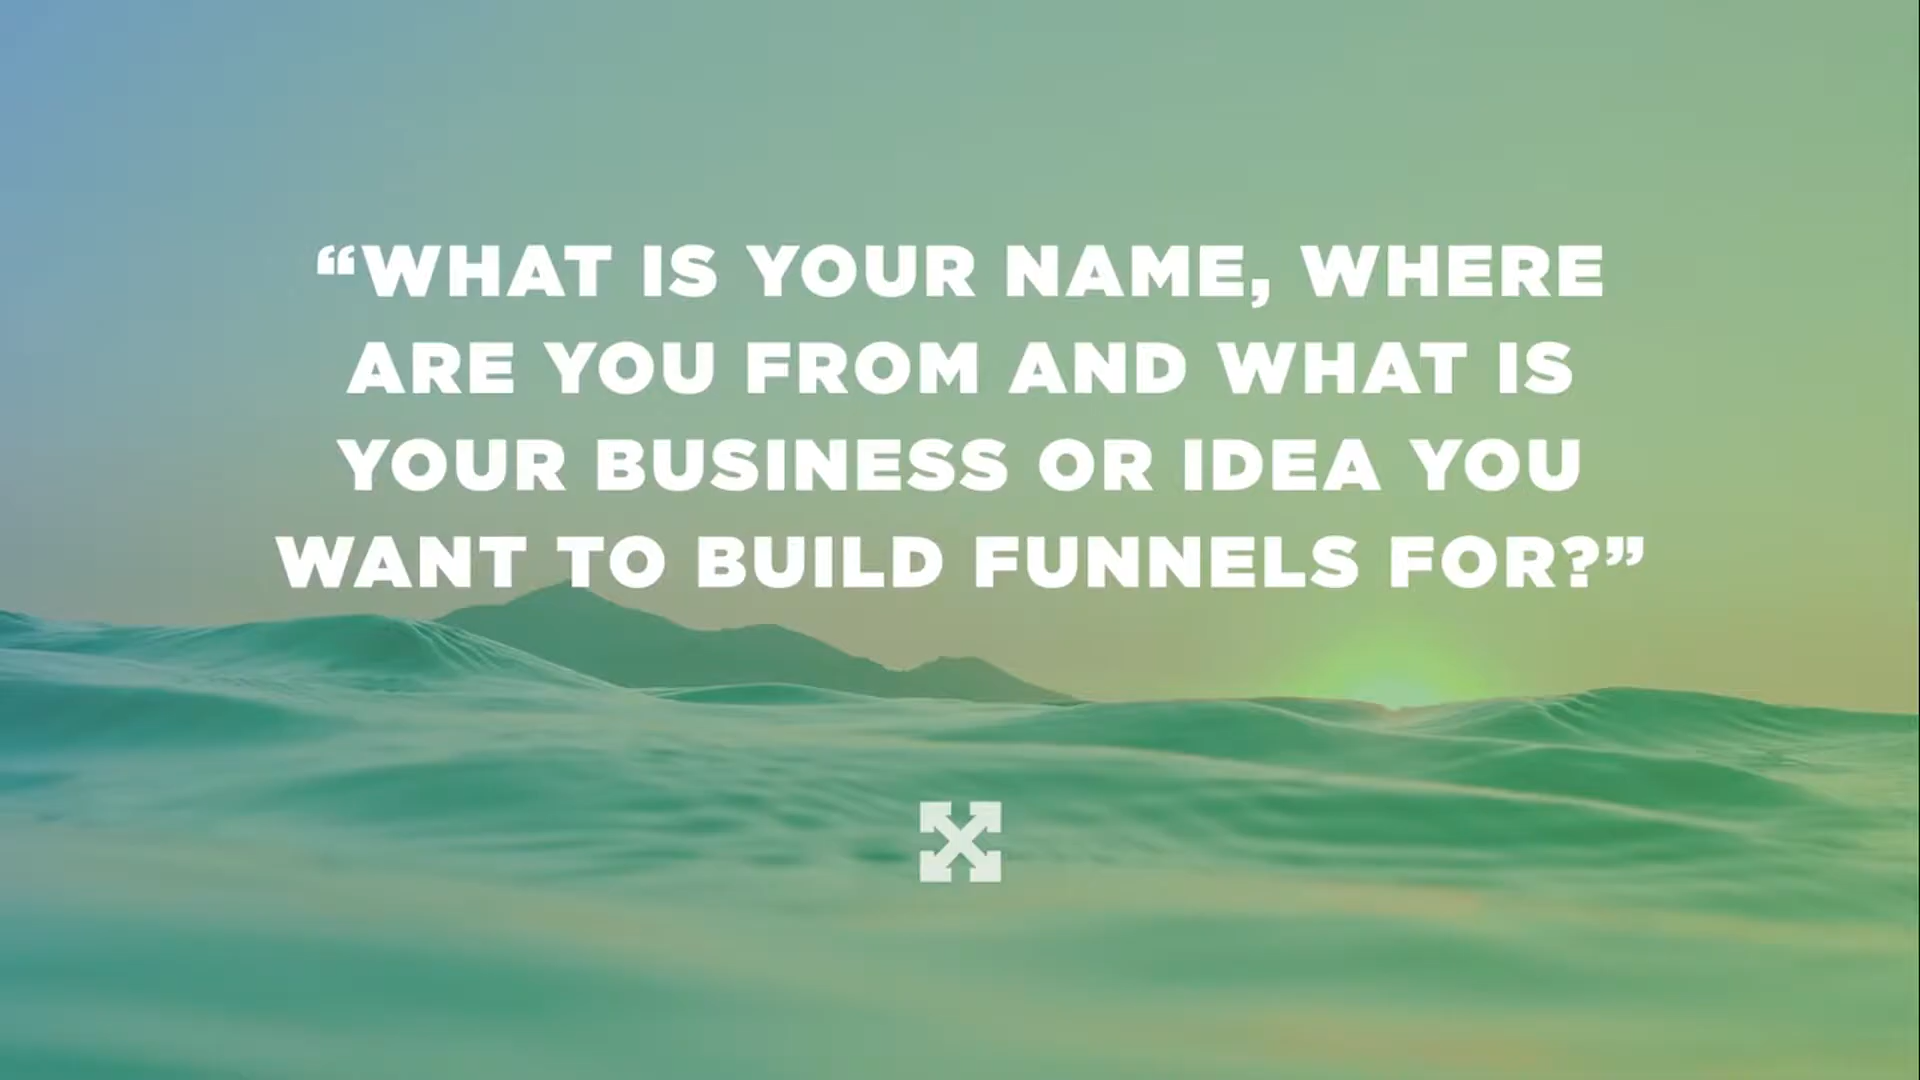 “WHAT IS YOUR NAME, WHERE
ARE YOU FROM AND WHAT IS
YOUR BUSINESS OR IDEA YOU
WANT TO BUILD FUNNELS FOR?”